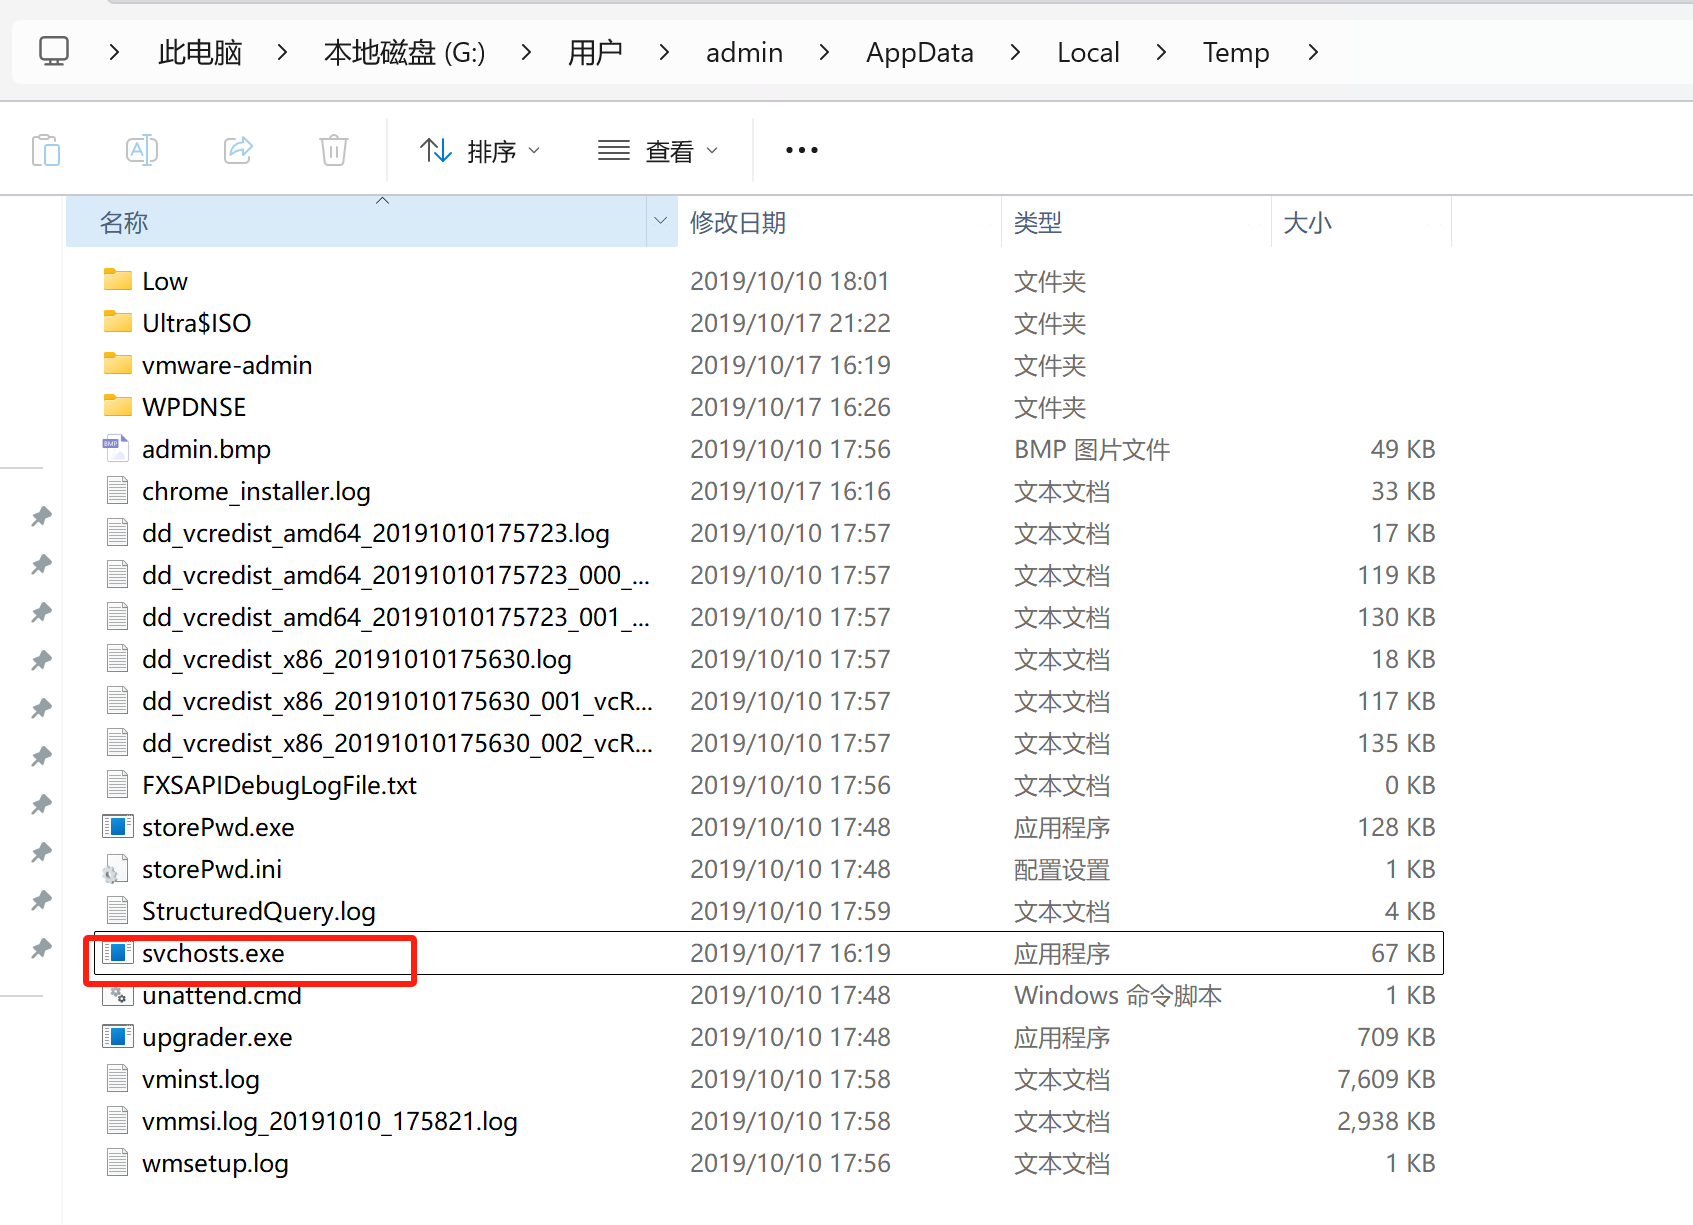 此电脑 本地磁盘 (G:) 用户 admin AppData Local Temp
排序 查看
名称 修改日期 类型 大小
Low 2019/10/10 18:01 文件夹
Ultra$ISO 2019/10/17 21:22 文件夹
vmware-admin 2019/10/17 16:19 文件夹
WPDNSE 2019/10/17 16:26 文件夹
admin.bmp 2019/10/10 17:56 BMP 图片文件 49 KB
chrome_installer.log 2019/10/17 16:16 文本文档 33 KB
dd_vcredist_amd64_20191010175723.log 2019/10/10 17:57 文本文档 17 KB
dd_vcredist_amd64_20191010175723_000_... 2019/10/10 17:57 文本文档 119 KB
dd_vcredist_amd64_20191010175723_001_... 2019/10/10 17:57 文本文档 130 KB
dd_vcredist_x86_20191010175630.log 2019/10/10 17:57 文本文档 18 KB
dd_vcredist_x86_20191010175630_001_vcR... 2019/10/10 17:57 文本文档 117 KB
dd_vcredist_x86_20191010175630_002_vcR... 2019/10/10 17:57 文本文档 135 KB
FXSAPIDebugLogFile.txt 2019/10/10 17:56 文本文档 0 KB
storePwd.exe 2019/10/10 17:48 应用程序 128 KB
storePwd.ini 2019/10/10 17:48 配置设置 1 KB
StructuredQuery.log 2019/10/10 17:59 文本文档 4 KB
svchosts.exe 2019/10/17 16:19 应用程序 67 KB
unattend.cmd 2019/10/10 17:48 Windows 命令脚本 1 KB
upgrader.exe 2019/10/10 17:48 应用程序 709 KB
vminst.log 2019/10/10 17:58 文本文档 7,609 KB
vmmsi.log_20191010_175821.log 2019/10/10 17:58 文本文档 2,938 KB
wmsetup.log 2019/10/10 17:56 文本文档 1 KB